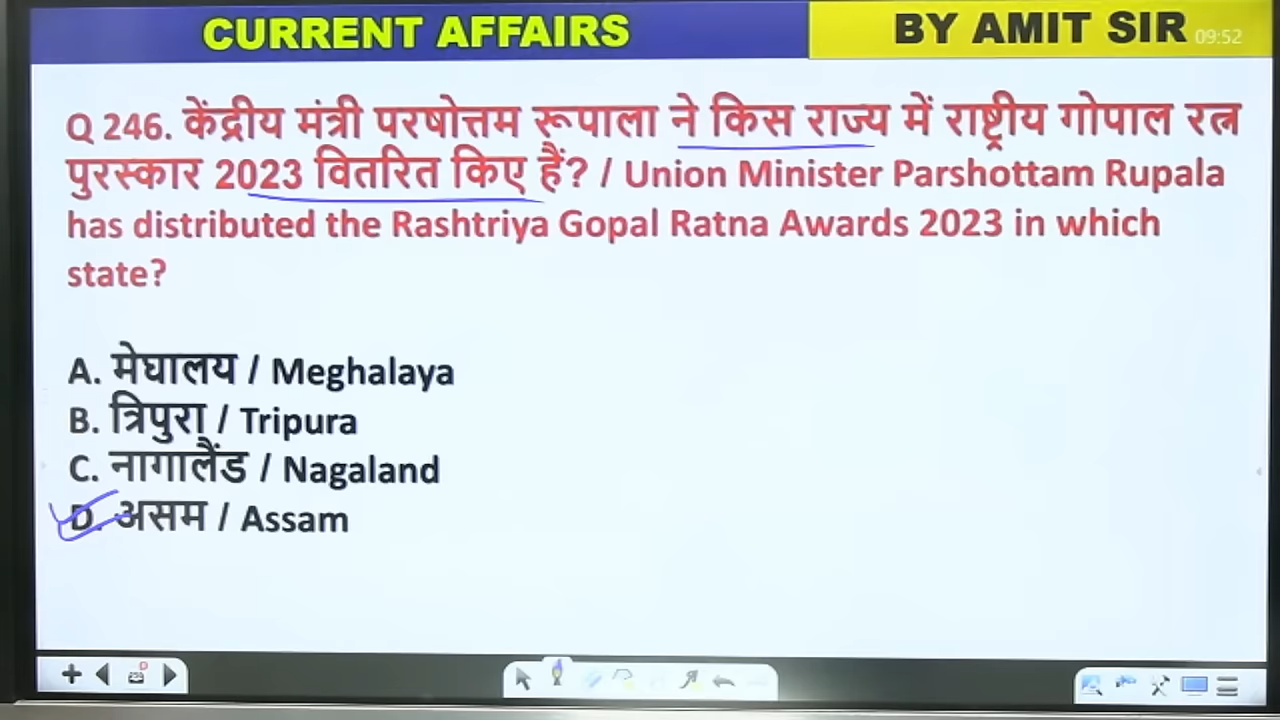 CURRENT AFFAIRS
BY AMIT SIR
09:52
Q 246. केंद्रीय मंत्री परषोत्तम रूपाला ने किस राज्य में राष्ट्रीय गोपाल रत्न
पुरस्कार 2023 वितरित किए हैं? / Union Minister Parshottam Rupala
has distributed the Rashtriya Gopal Ratna Awards 2023 in which
state?
A. मेघालय / Meghalaya
B. त्रिपुरा / Tripura
C. नागालैंड / Nagaland
D. असम / Assam